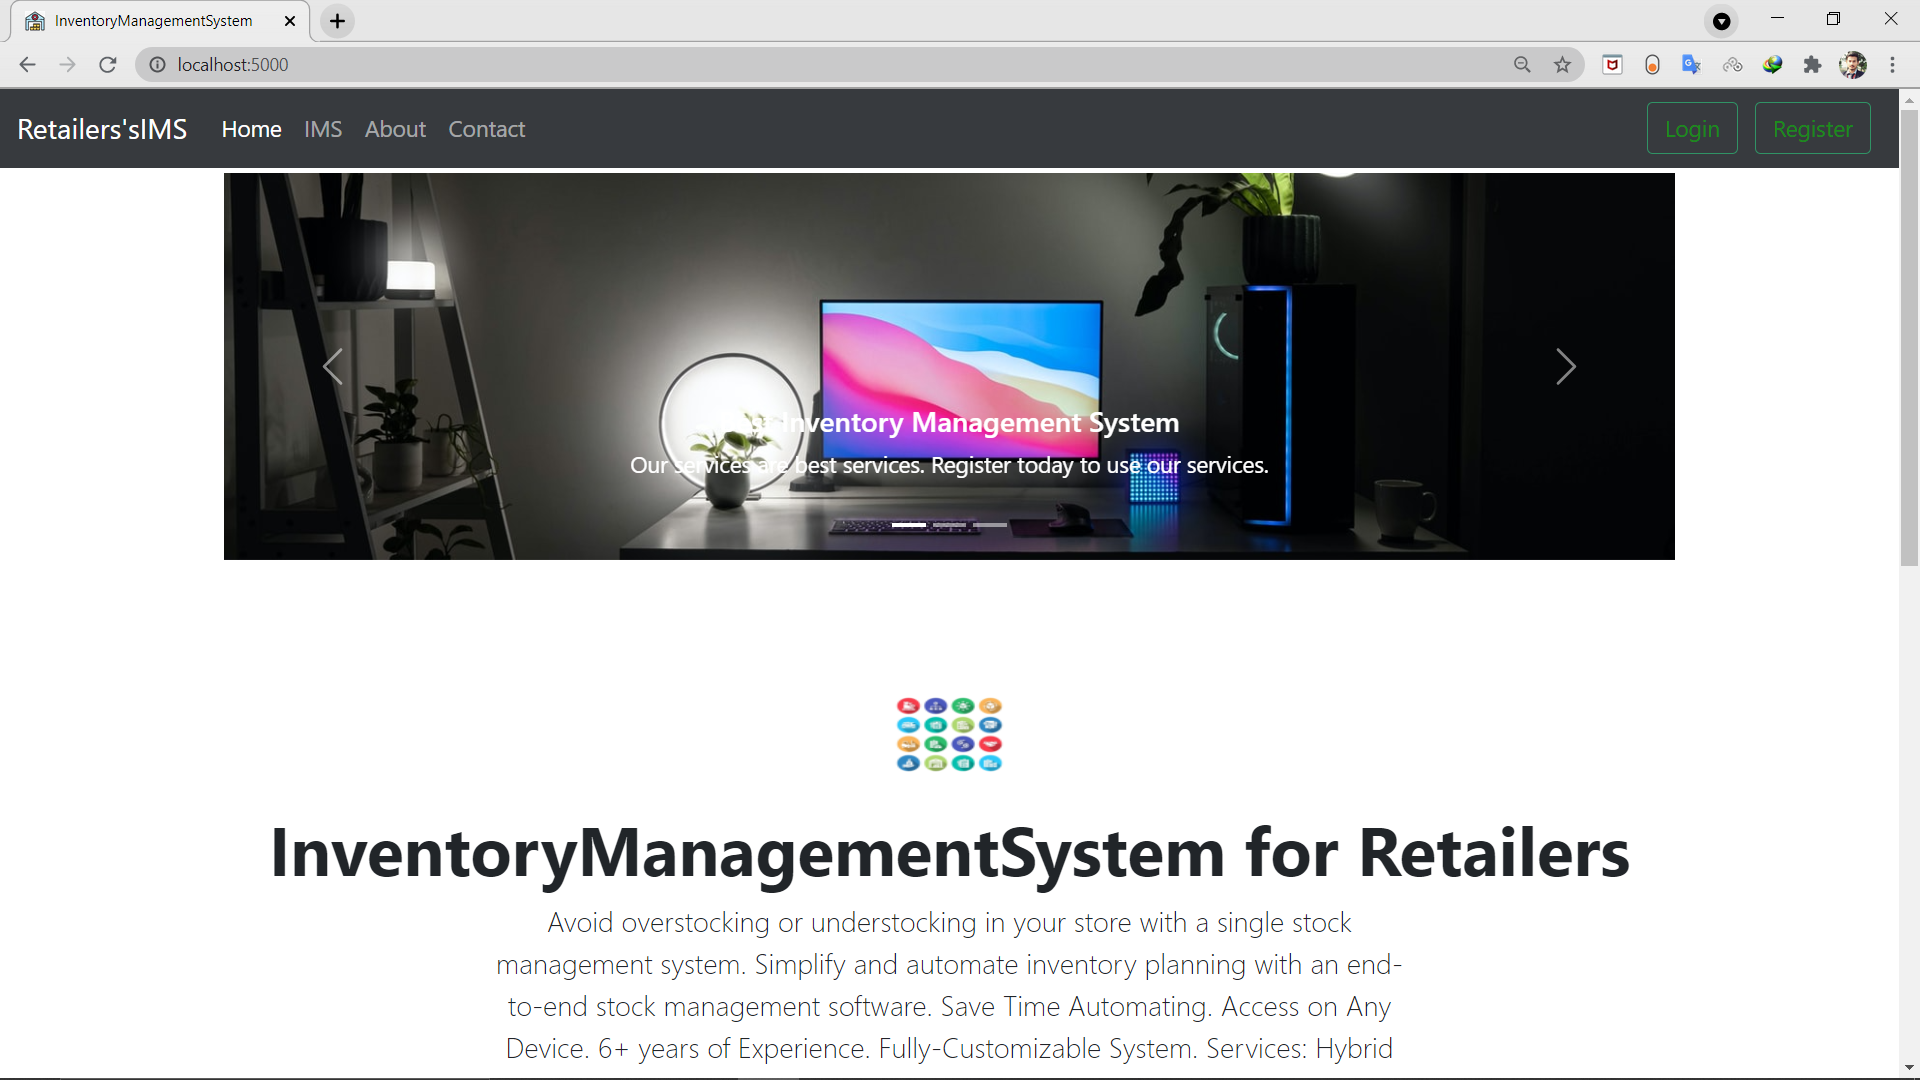 InventoryManagementSystem
localhost:5000
Retailers'sIMS Home IMS About Contact Login Register
Inventory Management System
Our services are best services. Register today to use our services.
InventoryManagementSystem for Retailers
Avoid overstocking or understocking in your store with a single stock
management system. Simplify and automate inventory planning with an end-
to-end stock management software. Save Time Automating. Access on Any
Device. 6+ years of Experience. Fully-Customizable System. Services: Hybrid